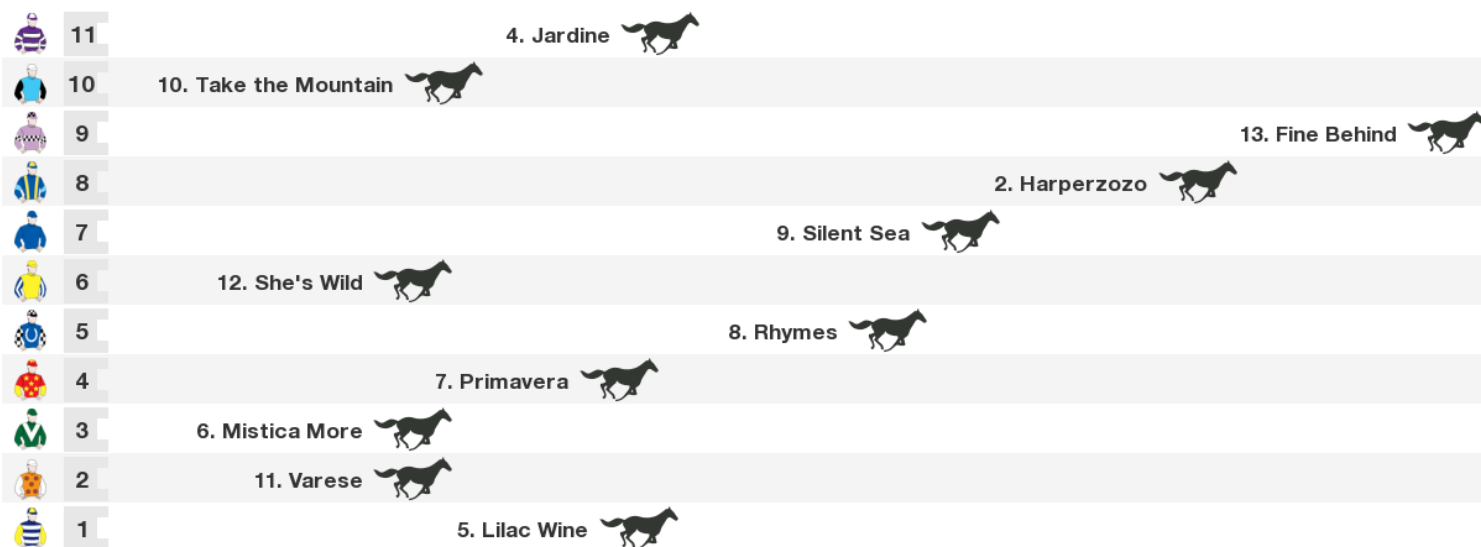 11 4. Jardine
10 10. Take the Mountain
9 13. Fine Behind
8 2. Harperzozo
7 9. Silent Sea
6 12. She's Wild
5 8. Rhymes
4 7. Primavera
3 6. Mistica More
2 11. Varese
1 5. Lilac Wine